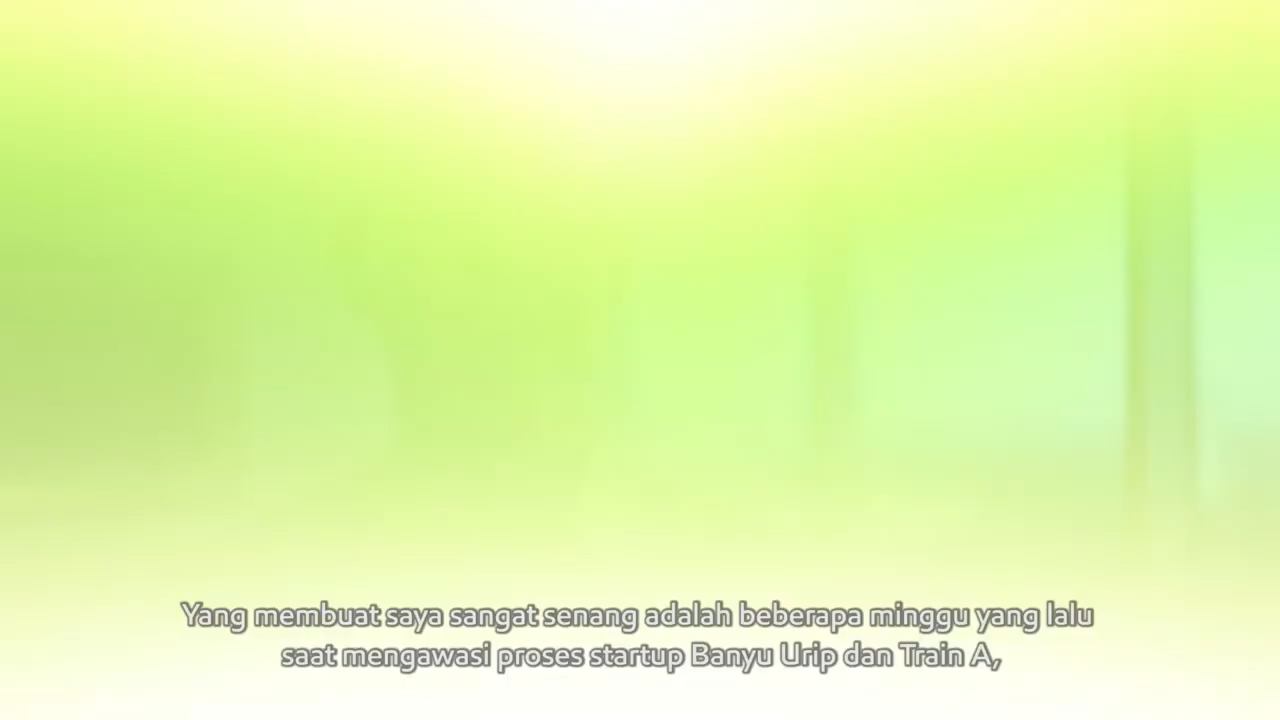 Yang membuat saya sangat senang adalah beberapa minggu yang lalu
saat mengawasi proses startup Banyu Urip dan Train A,